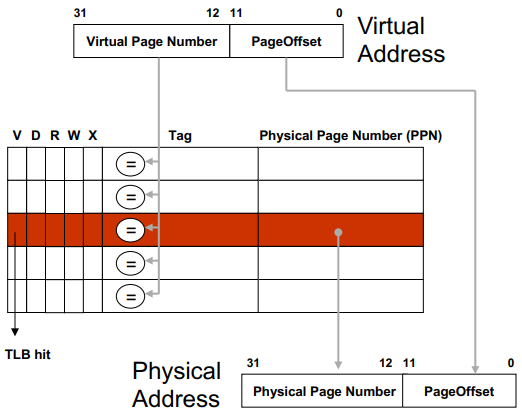 31 12 11 0
Virtual Page Number PageOffset
Virtual
Address
V D R W X Tag Physical Page Number (PPN)
=
=
=
=
=
TLB hit
Physical
Address
31 12 11 0
Physical Page Number PageOffset